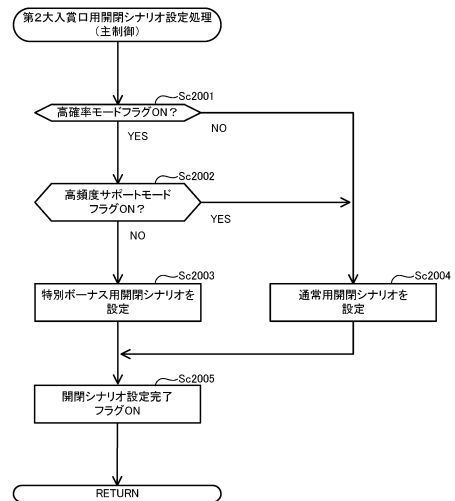 第2大入賞口用開閉シナリオ設定処理
(主制御)
Sc2001
高確率モードフラグON？
NO
YES
Sc2002
高頻度サポートモード
フラグON？
YES
NO
Sc2003
特別ボーナス用開閉シナリオを
設定
Sc2004
通常用開閉シナリオを
設定
Sc2005
開閉シナリオ設定完了
フラグON
RETURN